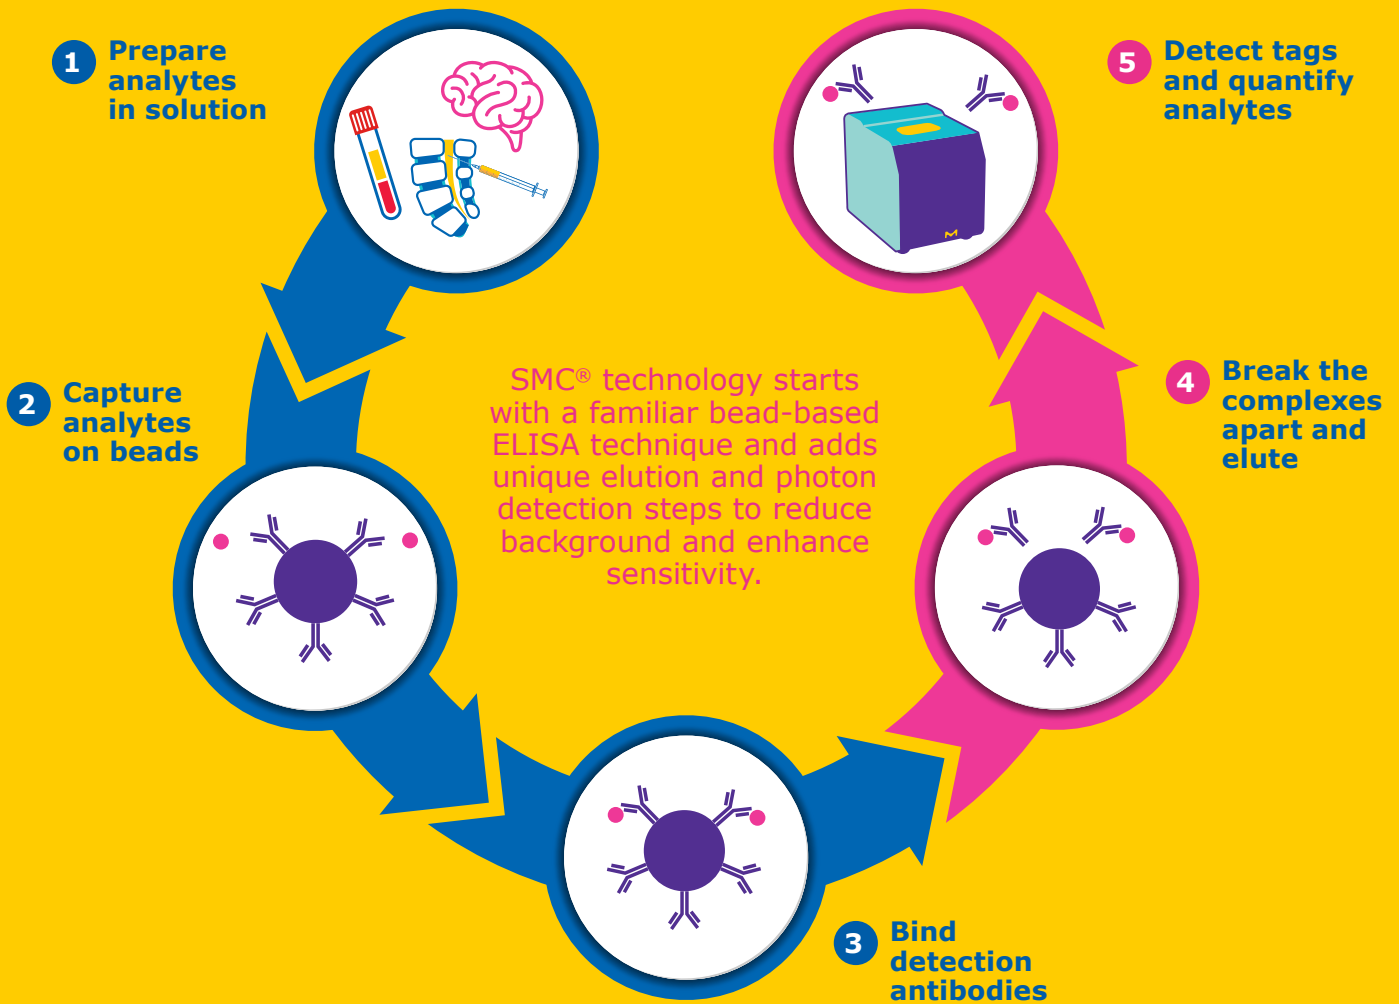 1 Prepare
analytes
in solution
2 Capture
analytes
on beads
3 Bind
detection
antibodies
4 Break the
complexes
apart and
elute
5 Detect tags
and quantify
analytes
SMC® technology starts
with a familiar bead-based
ELISA technique and adds
unique elution and photon
detection steps to reduce
background and enhance
sensitivity.
M